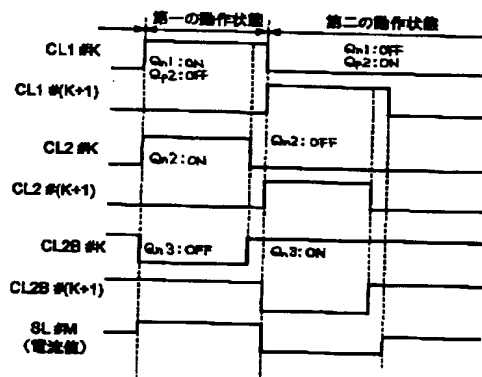 第一の動作状態 第二の動作状態
CL1 #K
Qn1:ON
Qp2:OFF
Qn1:OFF
Qp2:ON
CL1 #(K+1)
CL2 #K
Qn2:ON
Qn2:OFF
CL2 #(K+1)
CL2B #K
Qn3:OFF
Qn3:ON
CL2B #(K+1)
SL #M
(電流値)